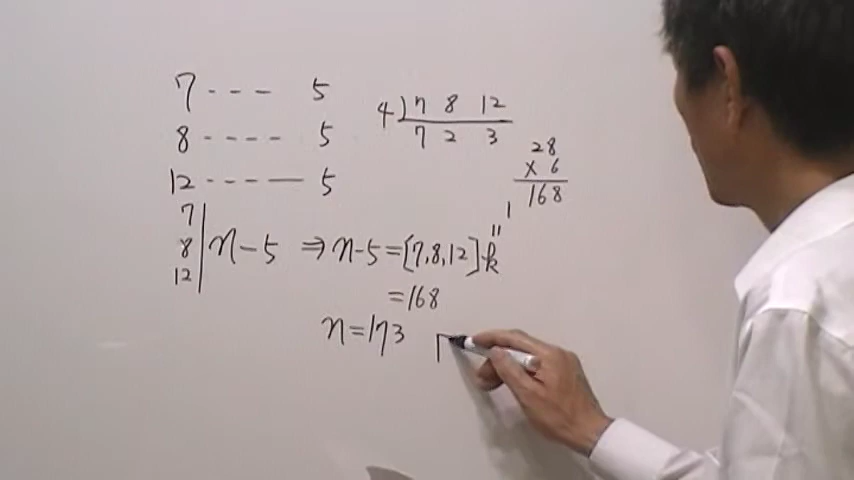 7 - - - 5
8 - - - - 5
12 - - - - 5
4 ) 7 8 12
7 2 3
28
× 6
168
7
8
12
n - 5 ⇒ n - 5 = [7, 8, 12] · k
1
"
= 168
n = 173